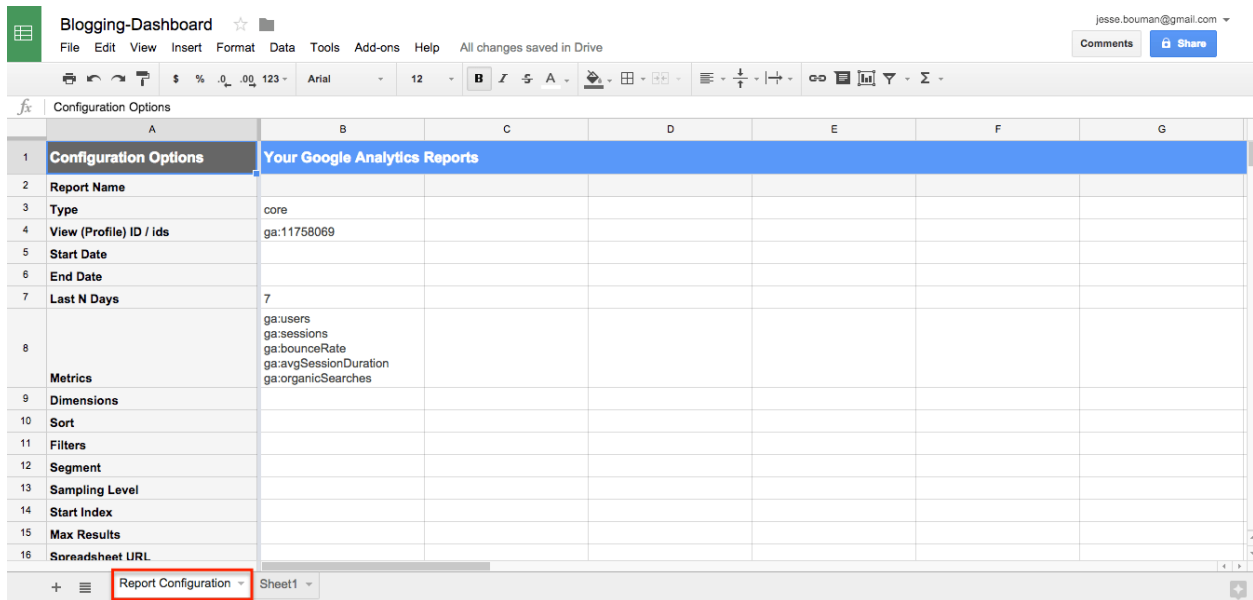 Blogging-Dashboard
jesse.bouman@gmail.com
File Edit View Insert Format Data Tools Add-ons Help All changes saved in Drive
Comments
Share
$ % .0 .00 123 Arial 12 B I S A Σ
fx Configuration Options
A B C D E F G
1 Configuration Options Your Google Analytics Reports
2 Report Name
3 Type core
4 View (Profile) ID / ids ga:11758069
5 Start Date
6 End Date
7 Last N Days 7
ga:users
ga:sessions
8 ga:bounceRate
ga:avgSessionDuration
Metrics ga:organicSearches
9 Dimensions
10 Sort
11 Filters
12 Segment
13 Sampling Level
14 Start Index
15 Max Results
16 Spreadsheet URL
+ Report Configuration Sheet1